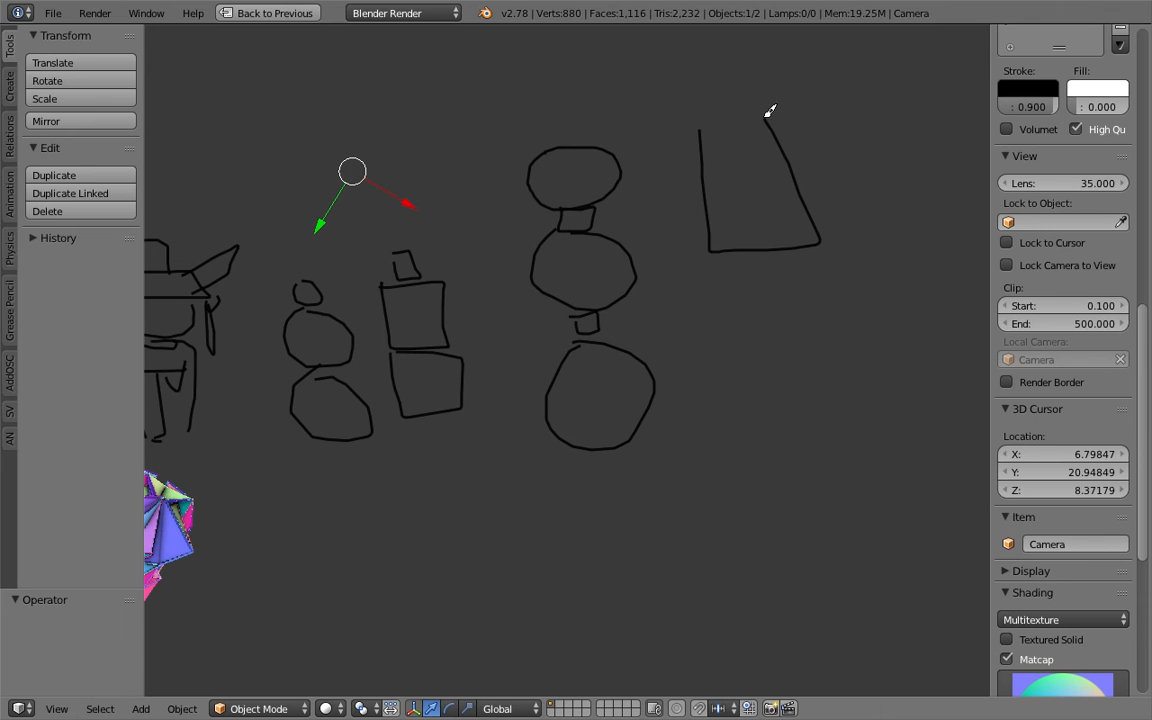 File Render Window Help Back to Previous Blender Render v2.78 | Verts:880 | Faces:1,116 | Tris:2,232 | Objects:1/2 | Lamps:0/0 | Mem:19.25M | Camera
Tools
Create
Relations
Animation
Physics
Grease Pencil
AddOSC
SV
AN
Transform
Translate
Rotate
Scale
Mirror
Edit
Duplicate
Duplicate Linked
Delete
History
Operator
Stroke: Fill:
: 0.900 : 0.000
Volumet High Qu
View
Lens: 35.000
Lock to Object:
Lock to Cursor
Lock Camera to View
Clip:
Start: 0.100
End: 500.000
Local Camera:
Camera
Render Border
3D Cursor
Location:
X: 6.79847
Y: 20.94849
Z: 8.37179
Item
Camera
Display
Shading
Multitexture
Textured Solid
Matcap
View Select Add Object Object Mode Global